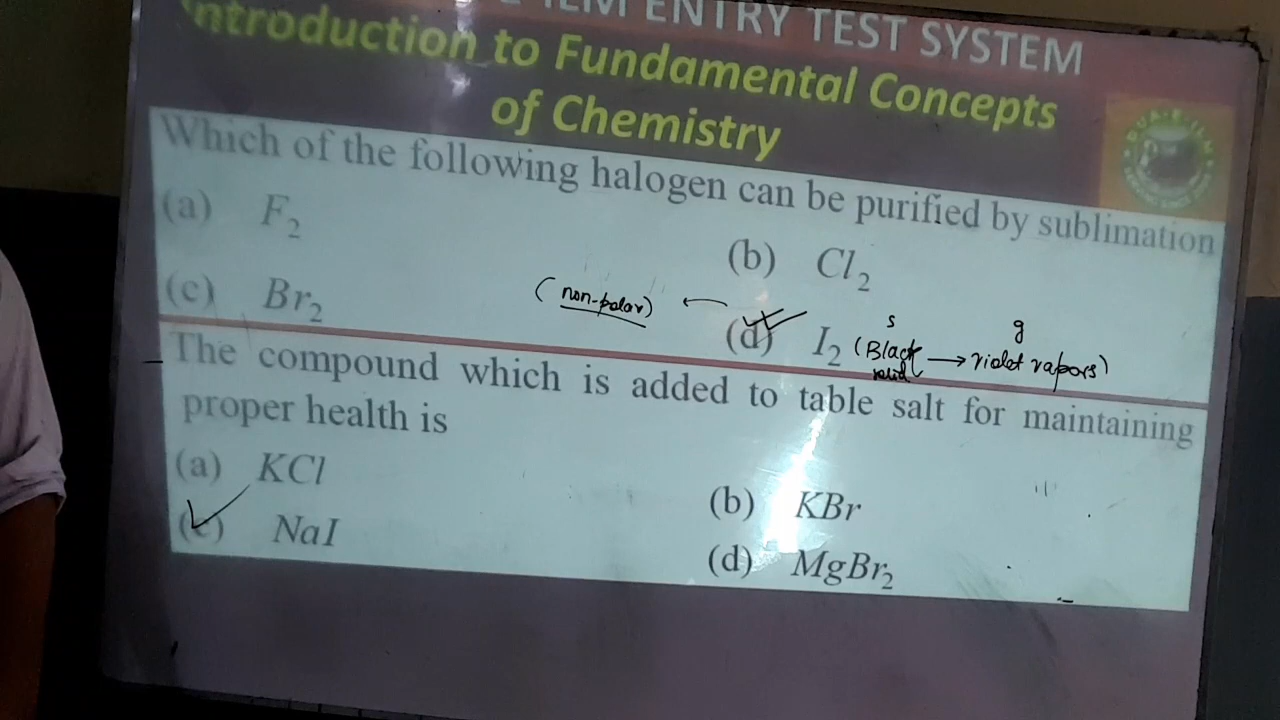 ENTRY TEST SYSTEM
Introduction to Fundamental Concepts
of Chemistry
Which of the following halogen can be purified by sublimation
(a) F₂
(b) Cl₂
(c) Br₂
(non-polar) ←
(d) I₂ (Black solid → violet vapors)
s g
The compound which is added to table salt for maintaining
proper health is
(a) KCl
(b) KBr
(c) NaI
(d) MgBr₂